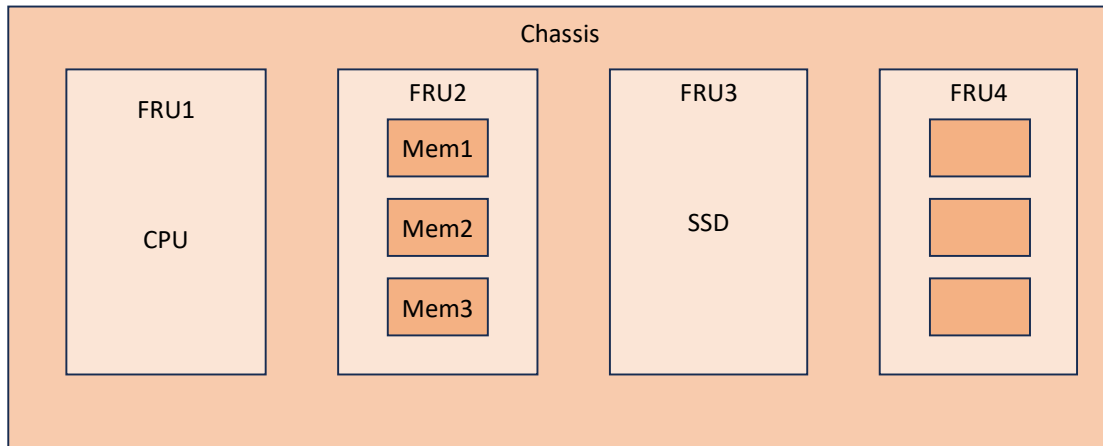 Chassis
FRU1
CPU
FRU2
Mem1
Mem2
Mem3
FRU3
SSD
FRU4